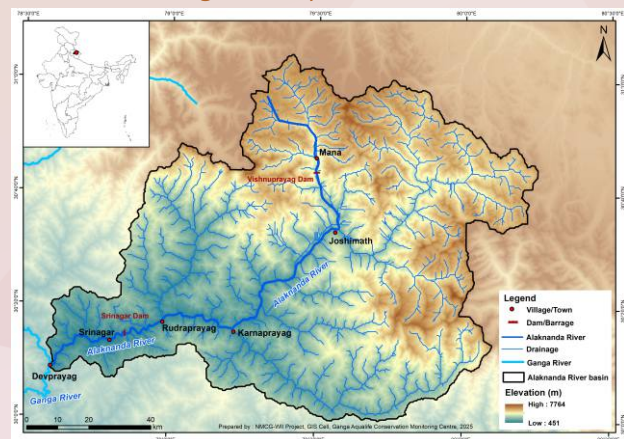 Mana
Vishnuprayag Dam
Joshimath
Alaknanda River
Srinagar Dam
Srinagar
Rudraprayag
Karnaprayag
Alaknanda River
Devprayag
Ganga River
N
Legend
Village/Town
Dam/Barrage
Alaknanda River
Drainage
Ganga River
Alaknanda River basin
Elevation (m)
High : 7764
Low : 451
0 10 20 40
km
Prepared by : NMCG-WII Project, GIS Cell, Ganga Aqualife Conservation Monitoring Centre, 2025